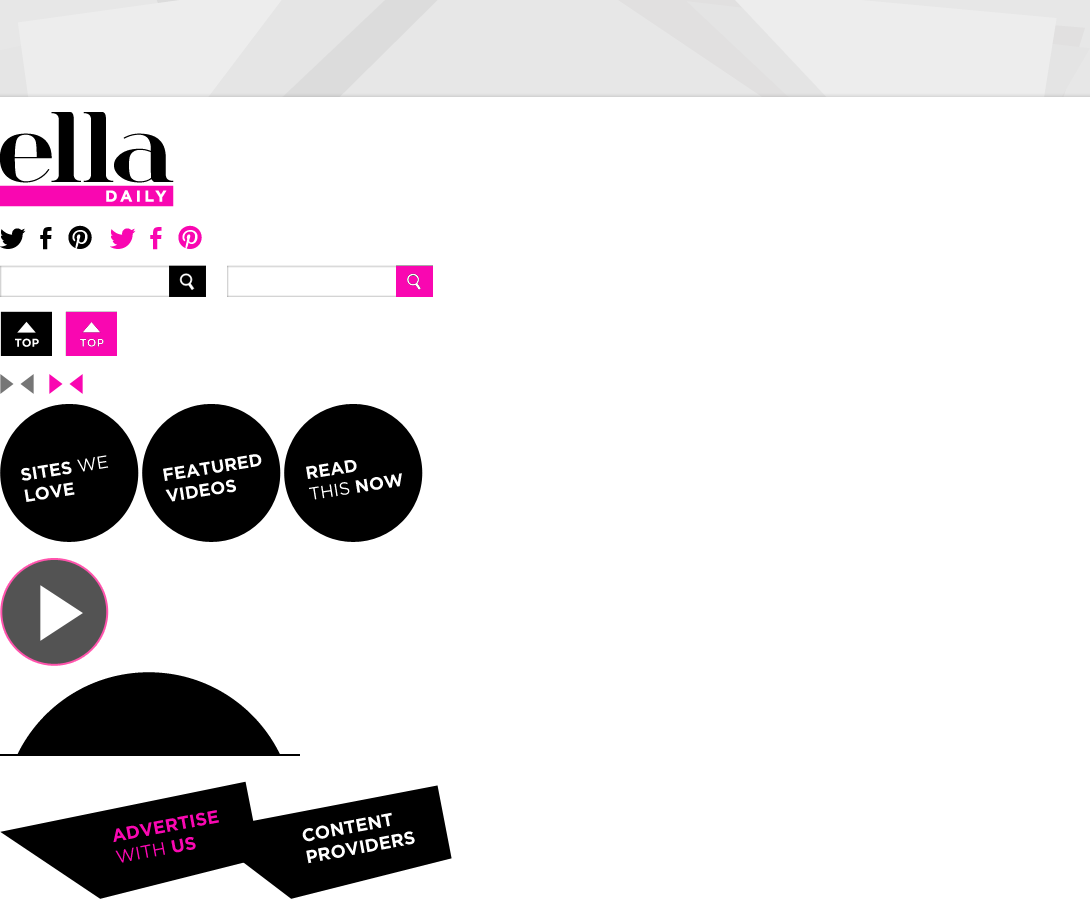 ella
DAILY
TOP
TOP
SITES WE
LOVE
FEATURED
VIDEOS
READ
THIS NOW
ADVERTISE
WITH US
CONTENT
PROVIDERS